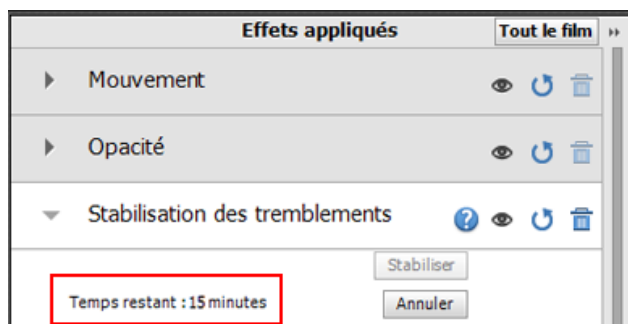 Effets appliqués Tout le film
Mouvement
Opacité
Stabilisation des tremblements
Stabiliser
Temps restant : 15 minutes Annuler